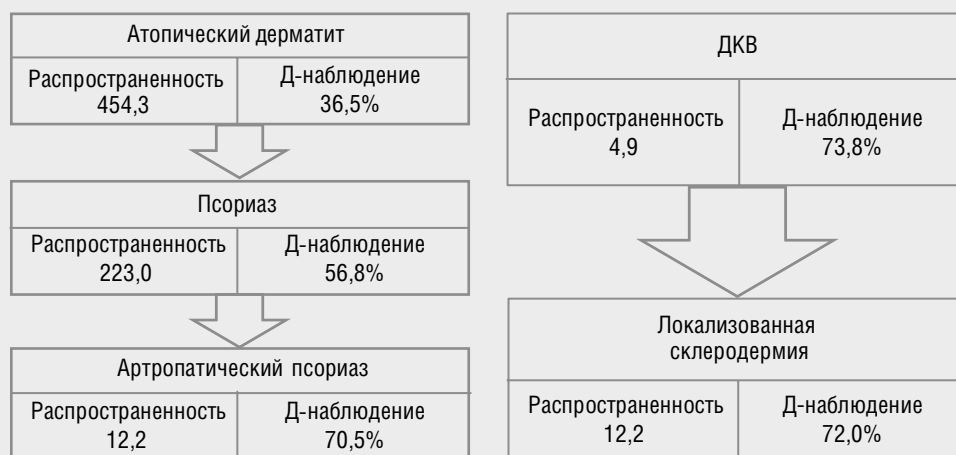 Атопический дерматит
Распространенность
454,3
Д-наблюдение
36,5%
Псориаз
Распространенность
223,0
Д-наблюдение
56,8%
Артропатический псориаз
Распространенность
12,2
Д-наблюдение
70,5%
ДКВ
Распространенность
4,9
Д-наблюдение
73,8%
Локализованная
склеродермия
Распространенность
12,2
Д-наблюдение
72,0%